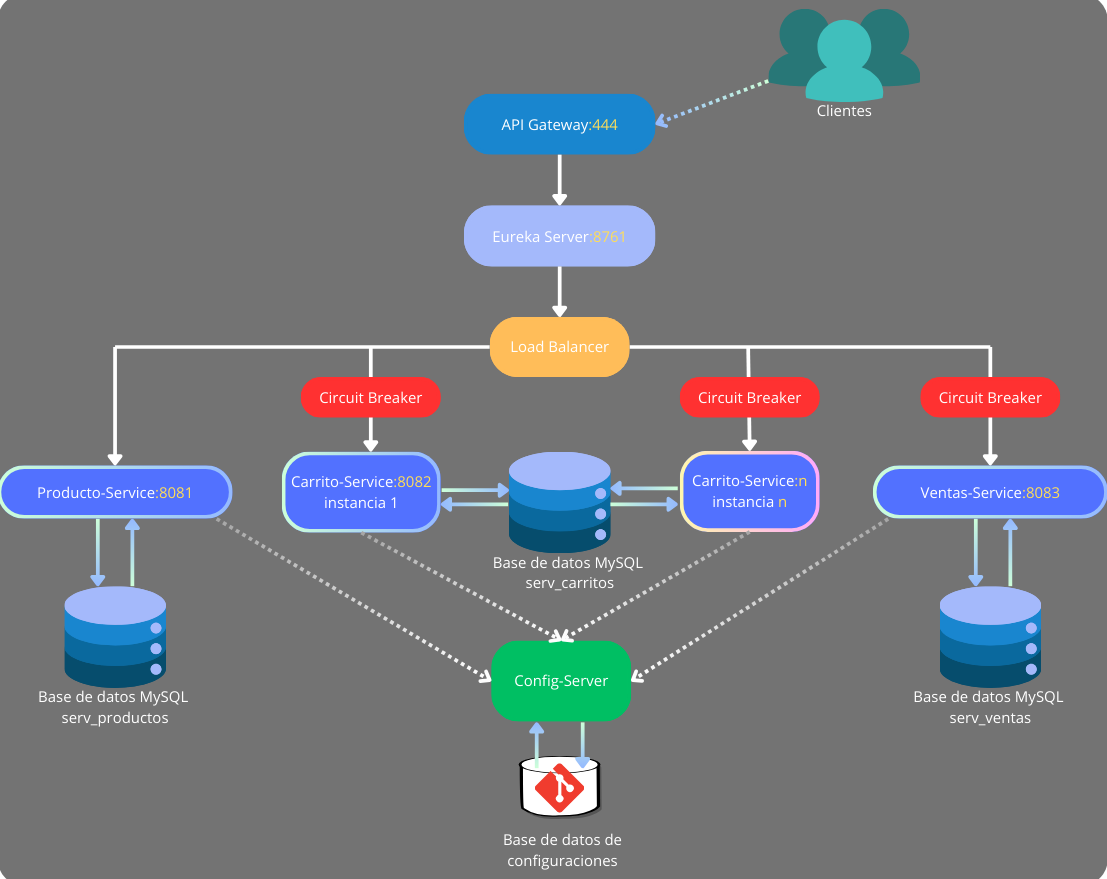 Clientes
API Gateway:444
Eureka Server:8761
Load Balancer
Circuit Breaker
Circuit Breaker
Circuit Breaker
Producto-Service:8081
Carrito-Service:8082
instancia 1
Carrito-Service:n
instancia n
Ventas-Service:8083
Base de datos MySQL
serv_carritos
Config-Server
Base de datos MySQL
serv_productos
Base de datos MySQL
serv_ventas
Base de datos de
configuraciones